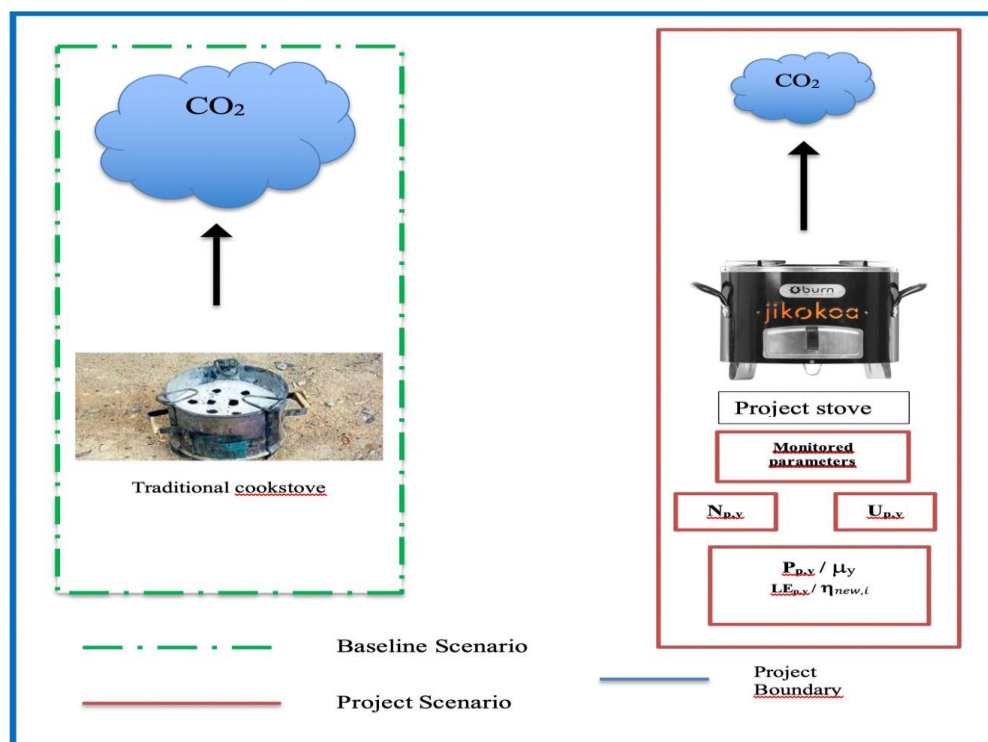 CO₂
Traditional cookstove
CO₂
burn
jikokoa
Project stove
Monitored
parameters
Nₚ,ᵧ
Uₚ,ᵧ
Pₚ,ᵧ / μᵧ
LEₚ,ᵧ / ηnew,i
Baseline Scenario
Project Scenario
Project
Boundary